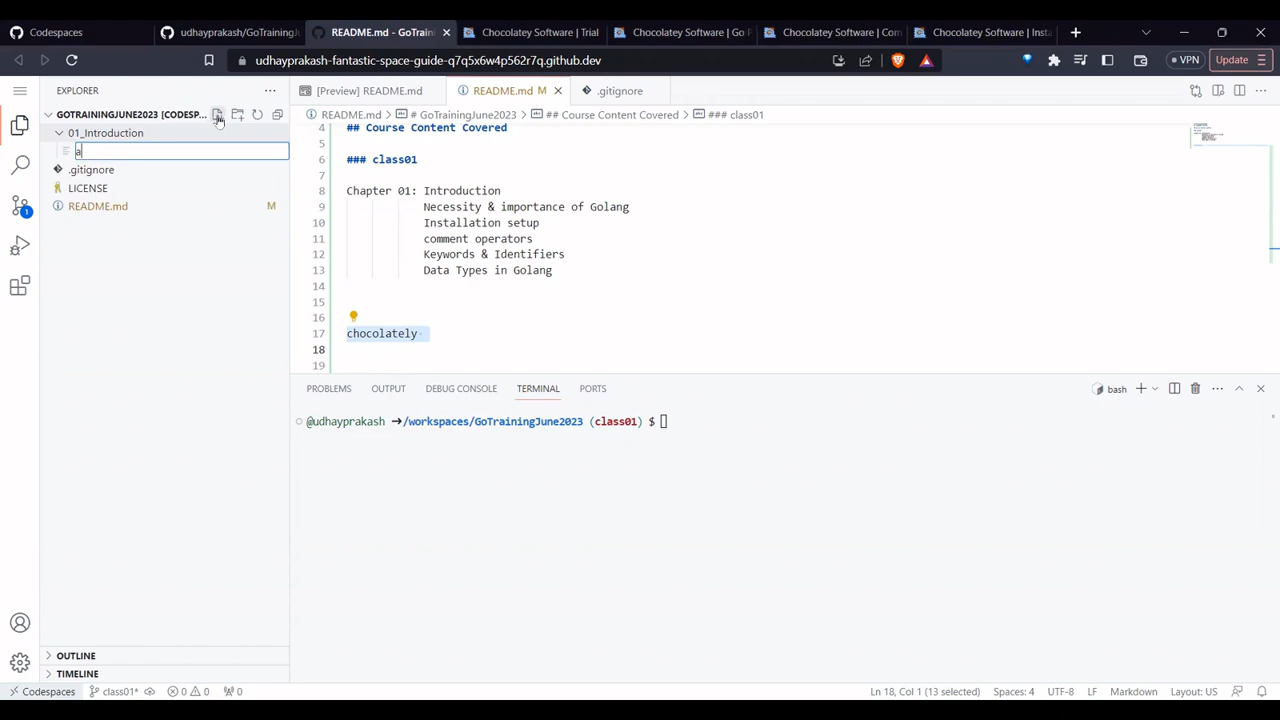 Codespaces
udhayprakash/GoTrainingJu
README.md - GoTrai
Chocolatey Software | Trial
Chocolatey Software | Go P
Chocolatey Software | Con
Chocolatey Software | Insta
udhayprakash-fantastic-space-guide-q7q5x6w4p562r7q.github.dev
VPN
Update
EXPLORER
[Preview] README.md
README.md M
.gitignore
GOTRAININGJUNE2023 [CODESP...
README.md > # GoTrainingJune2023 > ## Course Content Covered > ### class01
01_Introduction
a
.gitignore
LICENSE
README.md M
4 ## Course Content Covered
5
6 ### class01
7
8 Chapter 01: Introduction
9 Necessity & importance of Golang
10 Installation setup
11 comment operators
12 Keywords & Identifiers
13 Data Types in Golang
14
15
16
17 chocolately
18
19
PROBLEMS
OUTPUT
DEBUG CONSOLE
TERMINAL
PORTS
bash
@udhayprakash →/workspaces/GoTrainingJune2023 (class01) $
1
OUTLINE
TIMELINE
Codespaces
class01*
0 0
0
Ln 18, Col 1 (13 selected)
Spaces: 4
UTF-8
LF
Markdown
Layout: US